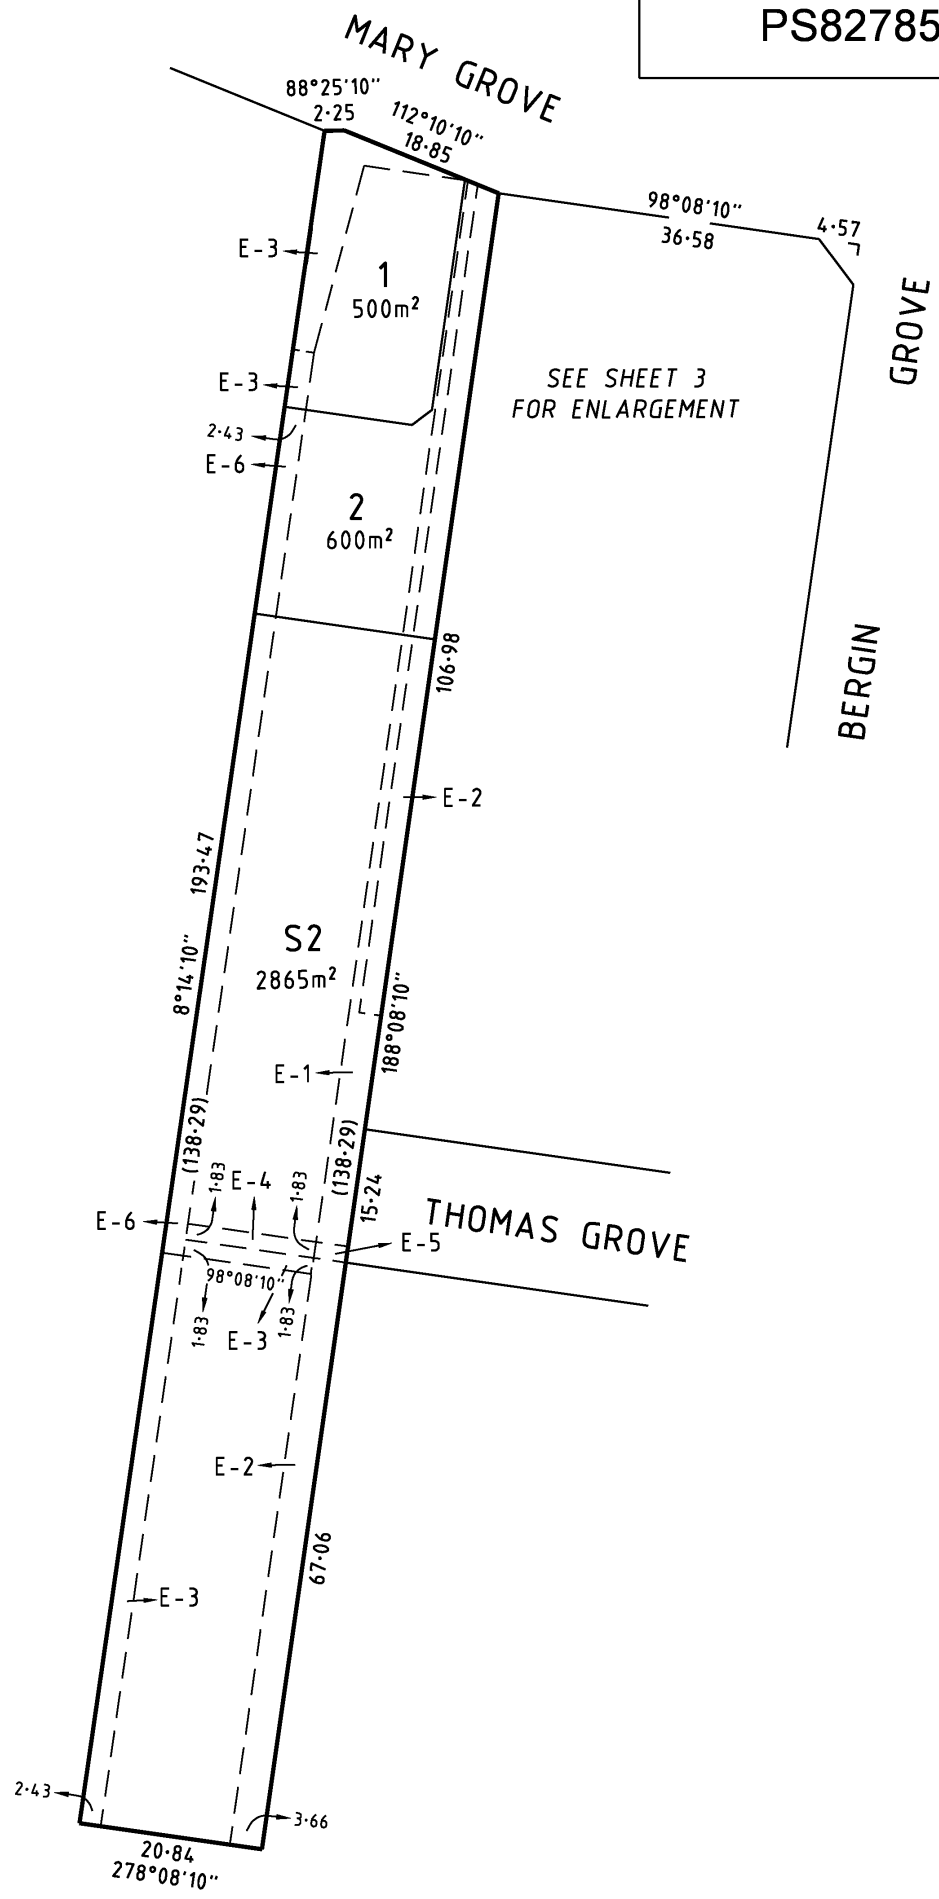 PS82785
MARY GROVE
88°25'10"
2·25
112°10'10"
18·85
98°08'10"
36·58
4·57
E-3
1
500m²
GROVE
E-3
SEE SHEET 3
FOR ENLARGEMENT
2·43
E-6
2
600m²
106·98
BERGIN
E-2
193·47
8°14'10"
S2
2865m²
188°08'10"
E-1
(138·29)
(138·29)
1·83
E-4
1·83
15·24
THOMAS GROVE
E-6
E-5
98°08'10"
1·83
1·83
E-3
E-2
67·06
E-3
2·43
3·66
20·84
278°08'10"